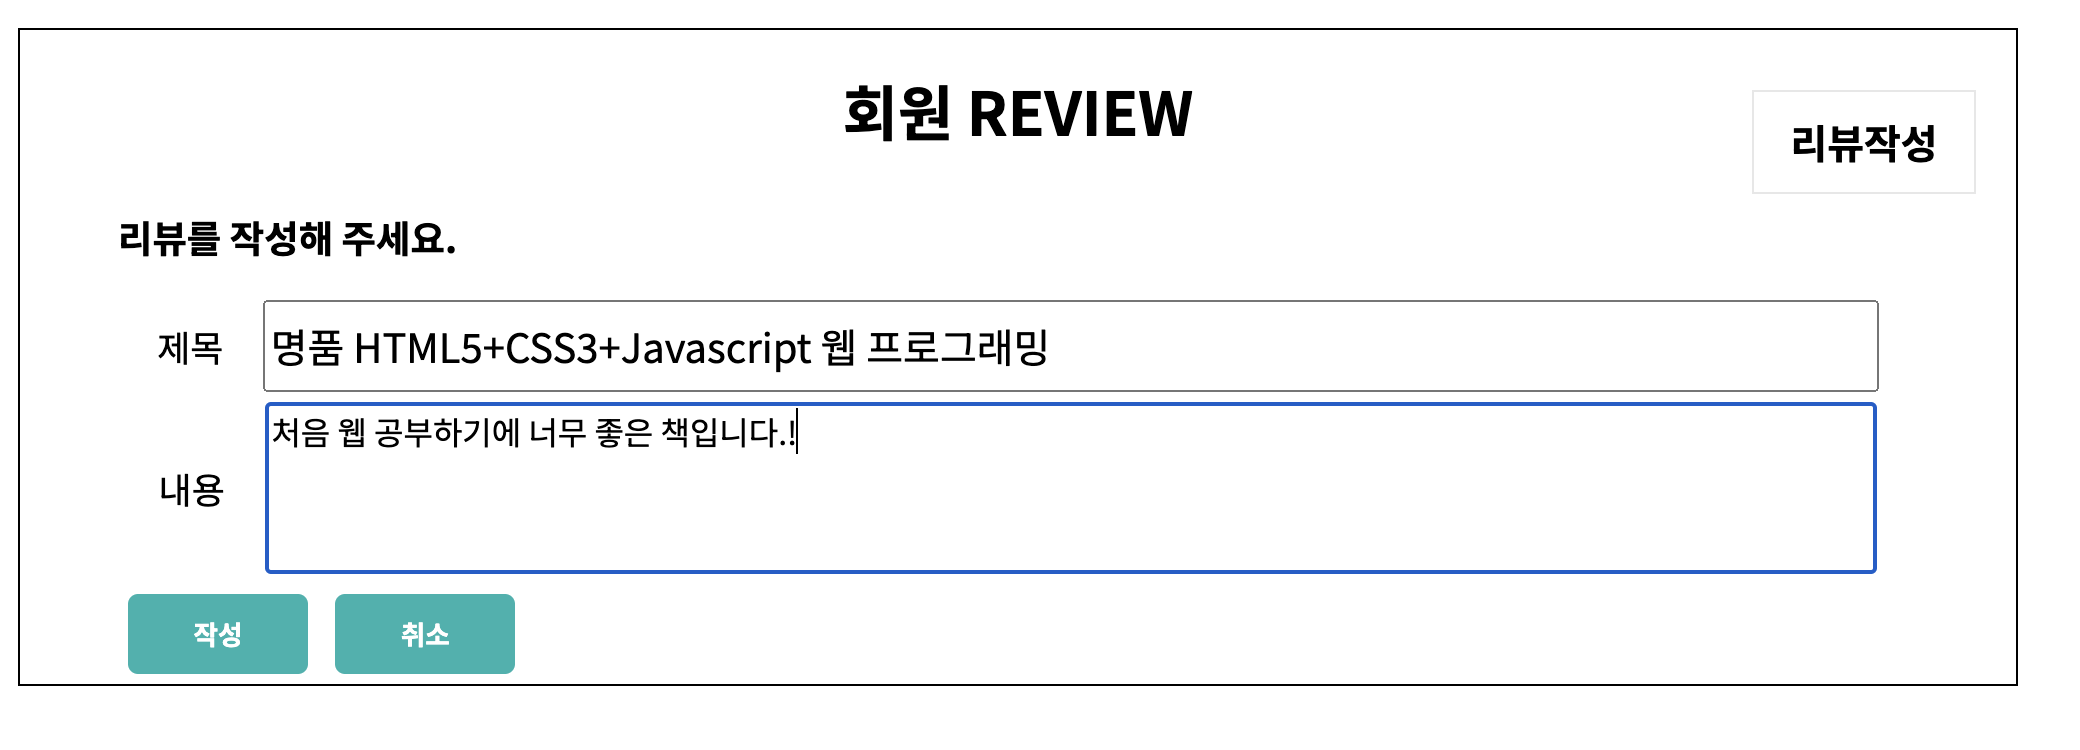 회원 REVIEW
리뷰작성
리뷰를 작성해 주세요.
제목 명품 HTML5+CSS3+Javascript 웹 프로그래밍
처음 웹 공부하기에 너무 좋은 책입니다.!
내용
작성 취소